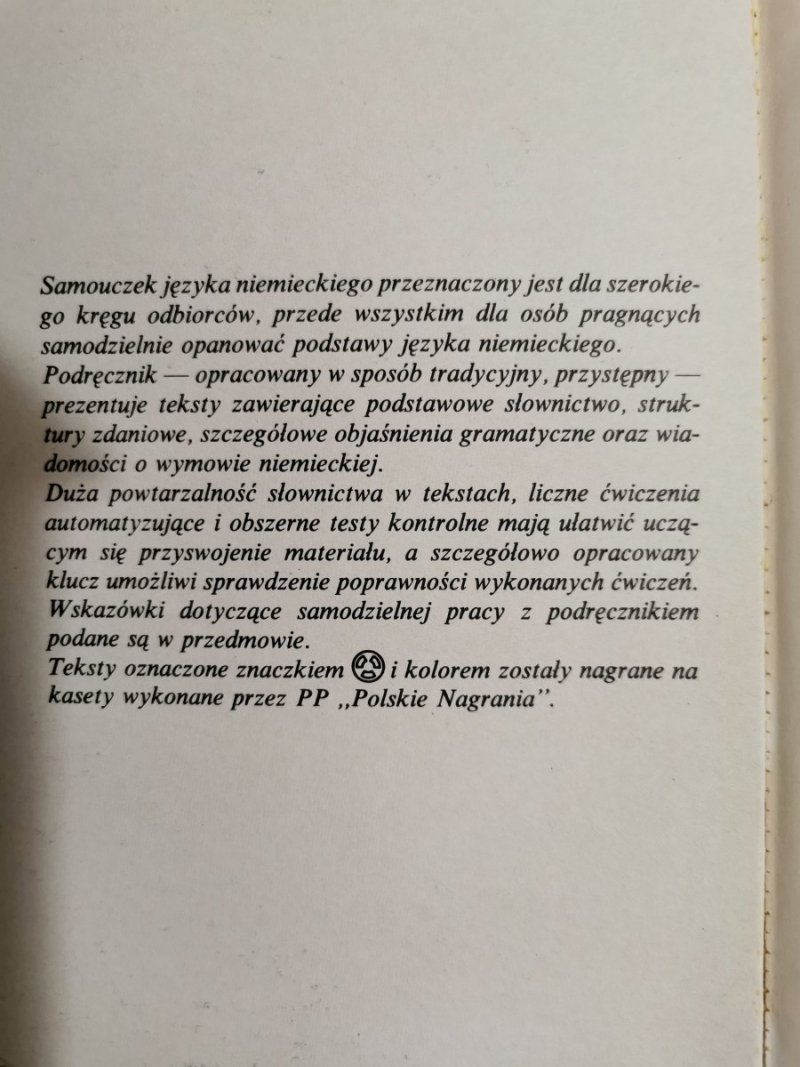 Samouczek języka niemieckiego przeznaczony jest dla szerokie-
go kręgu odbiorców, przede wszystkim dla osób pragnących
samodzielnie opanować podstawy języka niemieckiego.
Podręcznik — opracowany w sposób tradycyjny, przystępny —
prezentuje teksty zawierające podstawowe słownictwo, struk-
tury zdaniowe, szczegółowe objaśnienia gramatyczne oraz wia-
domości o wymowie niemieckiej.
Duża powtarzalność słownictwa w tekstach, liczne ćwiczenia
automatyzujące i obszerne testy kontrolne mają ułatwić uczą-
cym się przyswojenie materiału, a szczegółowo opracowany
klucz umożliwi sprawdzenie poprawności wykonanych ćwiczeń.
Wskazówki dotyczące samodzielnej pracy z podręcznikiem
podane są w przedmowie.
Teksty oznaczone znaczkiem i kolorem zostały nagrane na
kasety wykonane przez PP „Polskie Nagrania”.